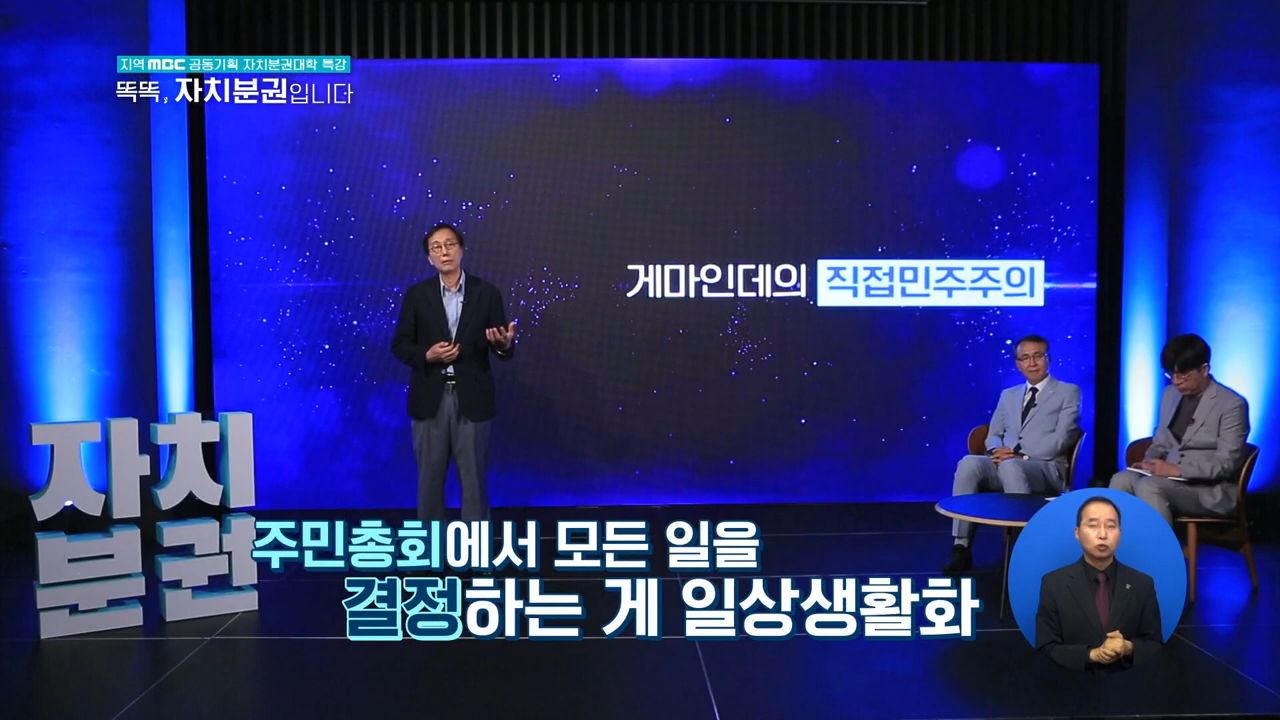 지역 MBC 공동기획 자치분권대학 특강
똑똑, 자치분권입니다
게마인데의 직접민주주의
자치
분권
주민총회에서 모든 일을
결정하는 게 일상생활화